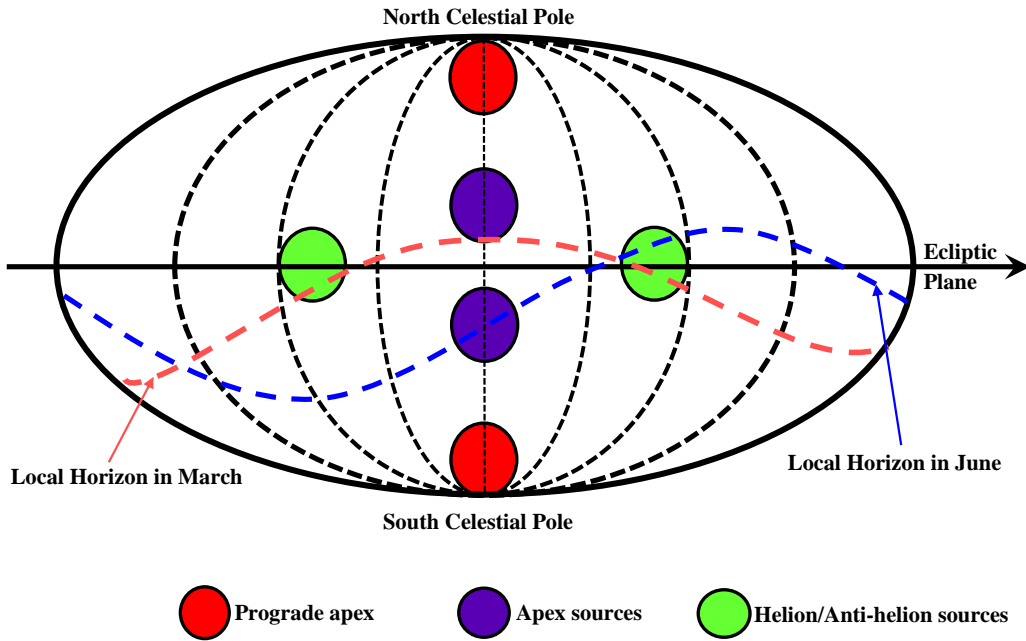 North Celestial Pole
Ecliptic
Plane
Local Horizon in March
Local Horizon in June
South Celestial Pole
Prograde apex
Apex sources
Helion/Anti-helion sources